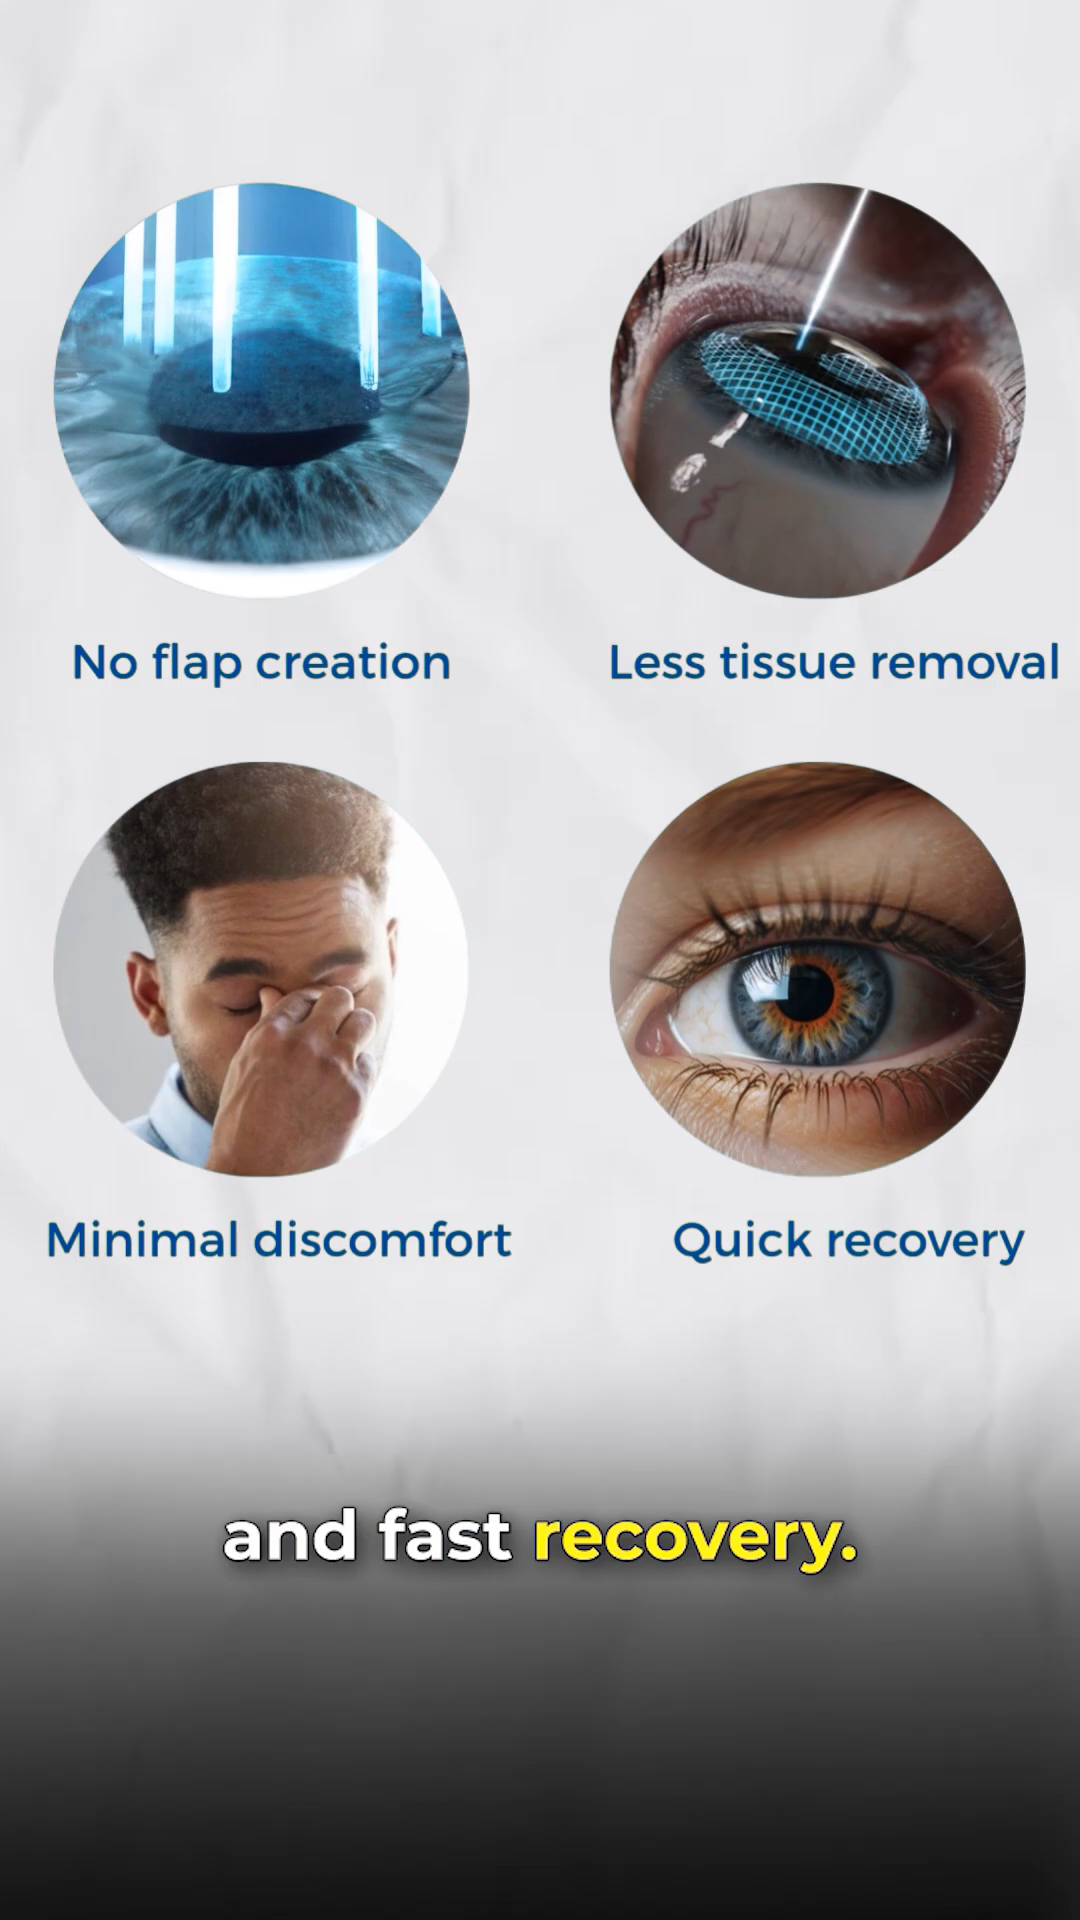 No flap creation
Less tissue removal
Minimal discomfort
Quick recovery
and fast recovery.